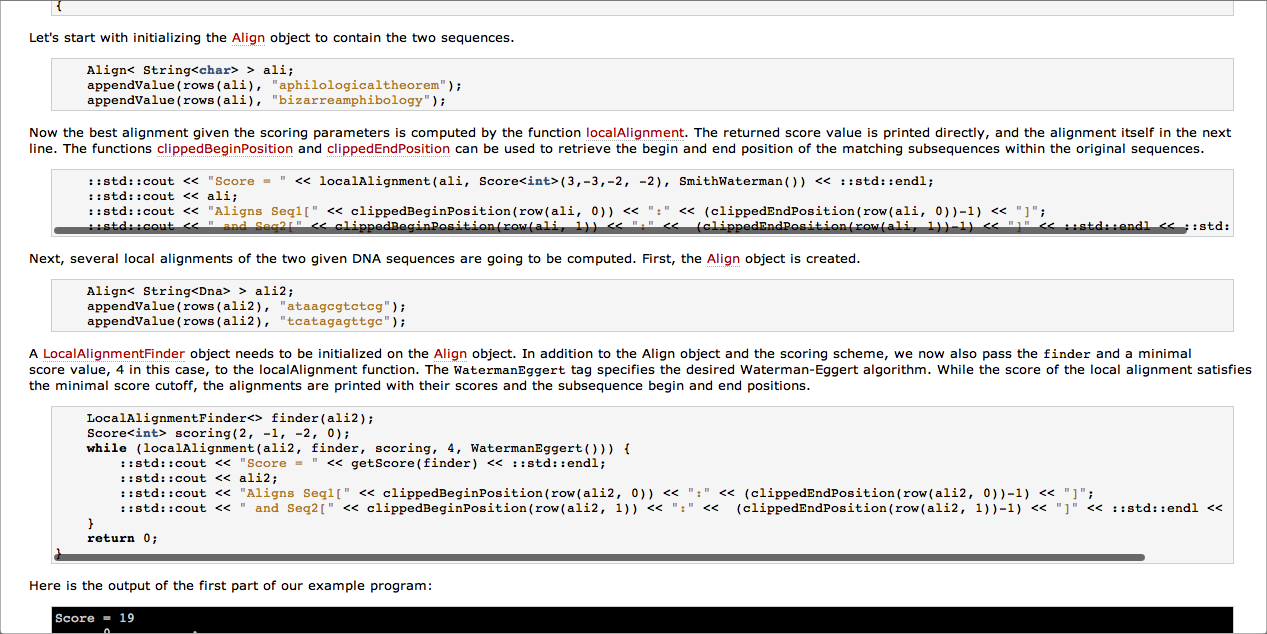 {
Let's start with initializing the Align object to contain the two sequences.
Align< String<char> > ali;
appendValue(rows(ali), "aphilologicaltheorem");
appendValue(rows(ali), "bizarreamphibology");
Now the best alignment given the scoring parameters is computed by the function localAlignment. The returned score value is printed directly, and the alignment itself in the next
line. The functions clippedBeginPosition and clippedEndPosition can be used to retrieve the begin and end position of the matching subsequences within the original sequences.
::std::cout << "Score = " << localAlignment(ali, Score<int>(3,-3,-2, -2), SmithWaterman()) << ::std::endl;
::std::cout << ali;
::std::cout << "Aligns Seq1[" << clippedBeginPosition(row(ali, 0)) << ":" << (clippedEndPosition(row(ali, 0))-1) << "]";
::std::cout << " and Seq2[" << clippedBeginPosition(row(ali, 1)) << ":" <<  (clippedEndPosition(row(ali, 1))-1) << "]" << ::std::endl << ::std:
Next, several local alignments of the two given DNA sequences are going to be computed. First, the Align object is created.
Align< String<Dna> > ali2;
appendValue(rows(ali2), "ataagcgtctcg");
appendValue(rows(ali2), "tcatagagttgc");
A LocalAlignmentFinder object needs to be initialized on the Align object. In addition to the Align object and the scoring scheme, we now also pass the finder and a minimal
score value, 4 in this case, to the localAlignment function. The WatermanEggert tag specifies the desired Waterman-Eggert algorithm. While the score of the local alignment satisfies
the minimal score cutoff, the alignments are printed with their scores and the subsequence begin and end positions.
LocalAlignmentFinder<> finder(ali2);
Score<int> scoring(2, -1, -2, 0);
while (localAlignment(ali2, finder, scoring, 4, WatermanEggert())) {
::std::cout << "Score = " << getScore(finder) << ::std::endl;
::std::cout << ali2;
::std::cout << "Aligns Seq1[" << clippedBeginPosition(row(ali2, 0)) << ":" << (clippedEndPosition(row(ali2, 0))-1) << "]";
::std::cout << " and Seq2[" << clippedBeginPosition(row(ali2, 1)) << ":" <<  (clippedEndPosition(row(ali2, 1))-1) << "]" << ::std::endl <<
}
return 0;
}
Here is the output of the first part of our example program:
Score = 19